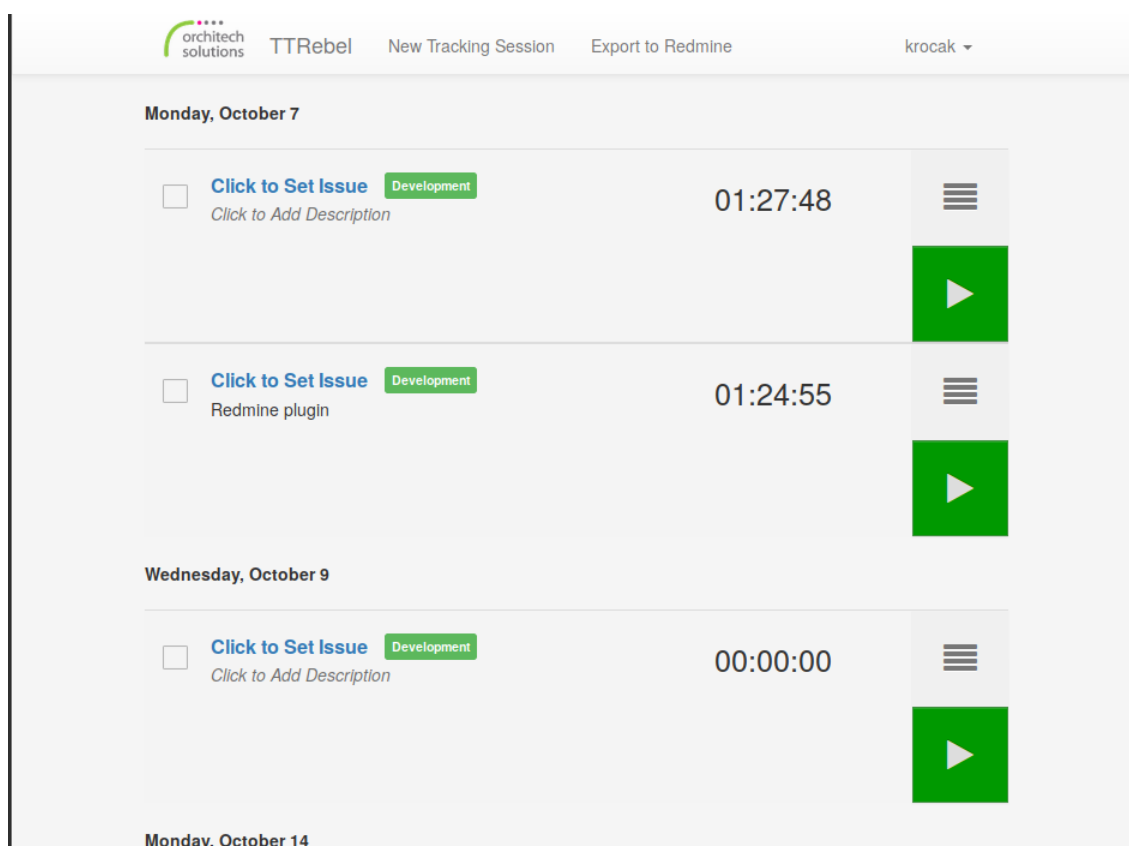 orchitech
solutions
TTRebel New Tracking Session Export to Redmine krocak
Monday, October 7
Click to Set Issue Development
Click to Add Description
01:27:48
Click to Set Issue Development
Redmine plugin
01:24:55
Wednesday, October 9
Click to Set Issue Development
Click to Add Description
00:00:00
Monday, October 14